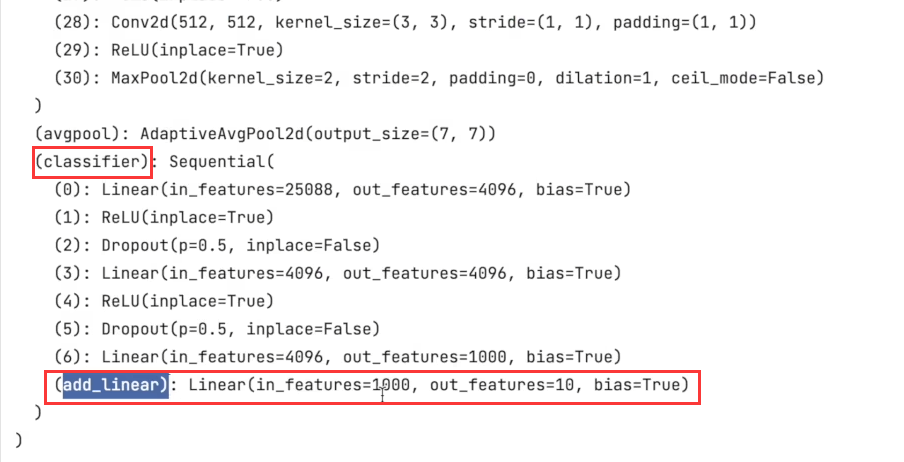 (28): Conv2d(512, 512, kernel_size=(3, 3), stride=(1, 1), padding=(1, 1))
(29): ReLU(inplace=True)
(30): MaxPool2d(kernel_size=2, stride=2, padding=0, dilation=1, ceil_mode=False)
)
(avgpool): AdaptiveAvgPool2d(output_size=(7, 7))
(classifier): Sequential(
(0): Linear(in_features=25088, out_features=4096, bias=True)
(1): ReLU(inplace=True)
(2): Dropout(p=0.5, inplace=False)
(3): Linear(in_features=4096, out_features=4096, bias=True)
(4): ReLU(inplace=True)
(5): Dropout(p=0.5, inplace=False)
(6): Linear(in_features=4096, out_features=1000, bias=True)
(add_linear): Linear(in_features=1000, out_features=10, bias=True)
)
)